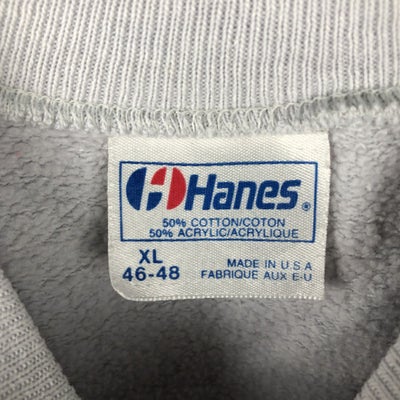 Hanes®
50% COTTON/COTON
50% ACRYLIC/ACRYLIQUE
XL
46-48
MADE IN U.S A
FABRIQUE AUX E-U